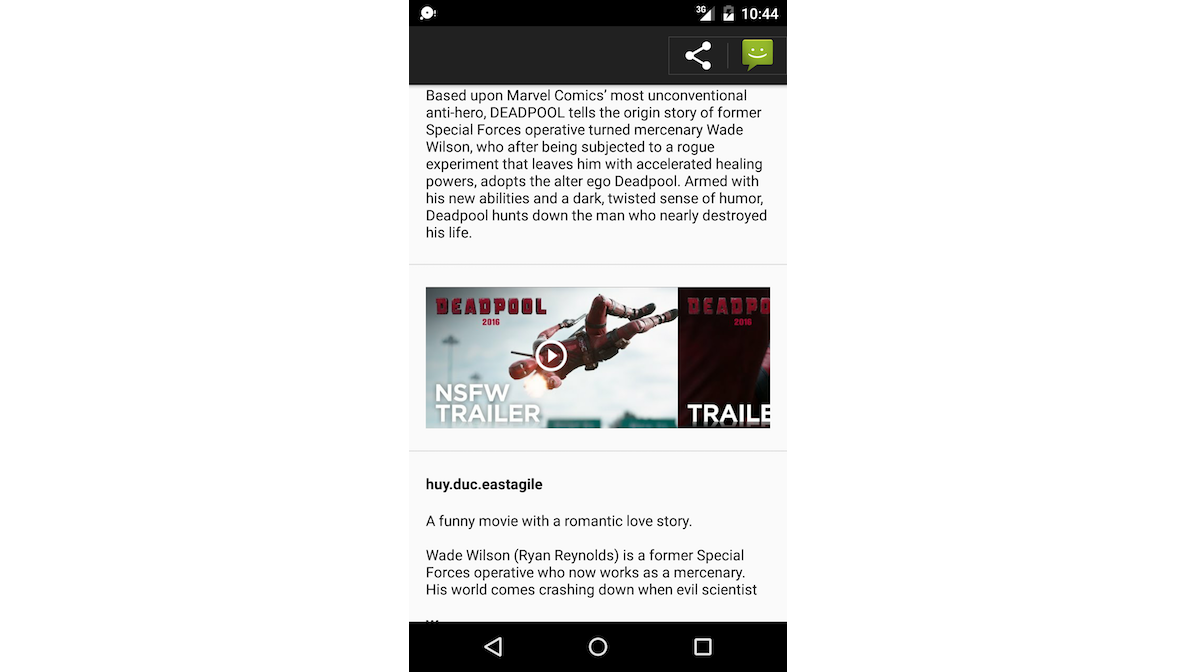 3G 10:44
Based upon Marvel Comics’ most unconventional
anti-hero, DEADPOOL tells the origin story of former
Special Forces operative turned mercenary Wade
Wilson, who after being subjected to a rogue
experiment that leaves him with accelerated healing
powers, adopts the alter ego Deadpool. Armed with
his new abilities and a dark, twisted sense of humor,
Deadpool hunts down the man who nearly destroyed
his life.
DEADPOOL
2016
NSFW
TRAILER
DEADPO
2016
TRAILE
huy.duc.eastagile
A funny movie with a romantic love story.
Wade Wilson (Ryan Reynolds) is a former Special
Forces operative who now works as a mercenary.
His world comes crashing down when evil scientist
...